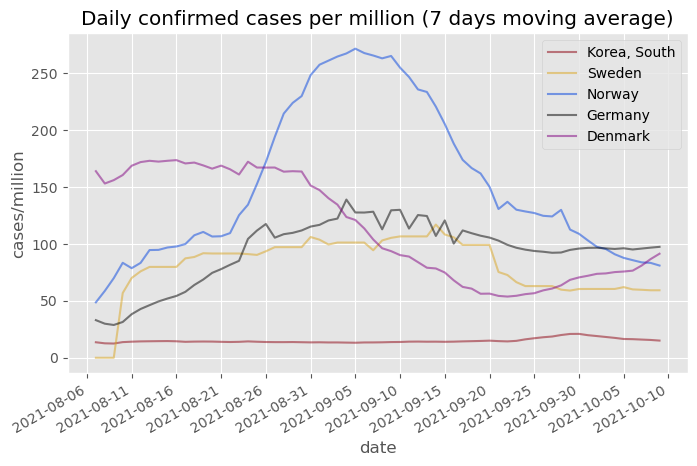 Daily confirmed cases per million (7 days moving average)
Korea, South
Sweden
Norway
Germany
Denmark
cases/million
250
200
150
100
50
0
2021-08-06
2021-08-11
2021-08-16
2021-08-21
2021-08-26
2021-08-31
2021-09-05
2021-09-10
2021-09-15
2021-09-20
2021-09-25
2021-09-30
2021-10-05
2021-10-10
date